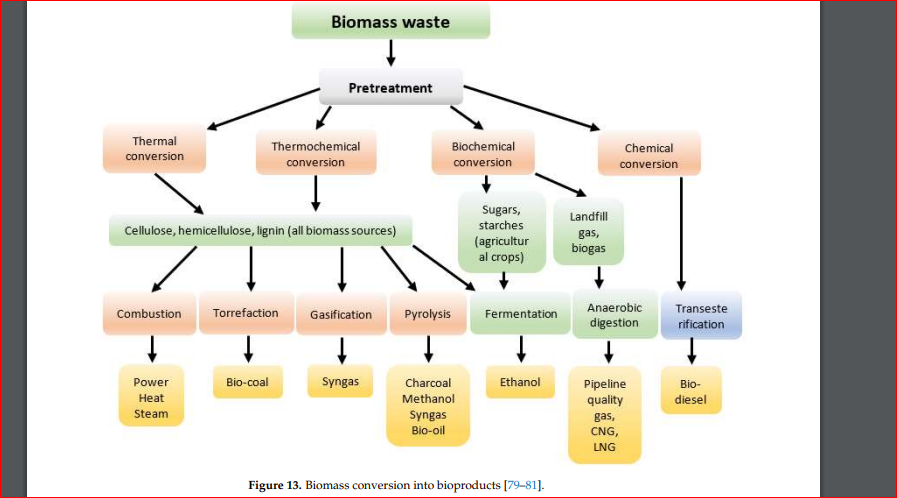 Biomass waste
Pretreatment
Thermal
conversion
Thermochemical
conversion
Biochemical
conversion
Chemical
conversion
Cellulose, hemicellulose, lignin (all biomass sources)
Sugars,
starches
(agricultur
al crops)
Landfill
gas,
biogas
Combustion
Torrefaction
Gasification
Pyrolysis
Fermentation
Anaerobic
digestion
Transeste
rification
Power
Heat
Steam
Bio-coal
Syngas
Charcoal
Methanol
Syngas
Bio-oil
Ethanol
Pipeline
quality
gas,
CNG,
LNG
Bio-
diesel
Figure 13. Biomass conversion into bioproducts [79–81].